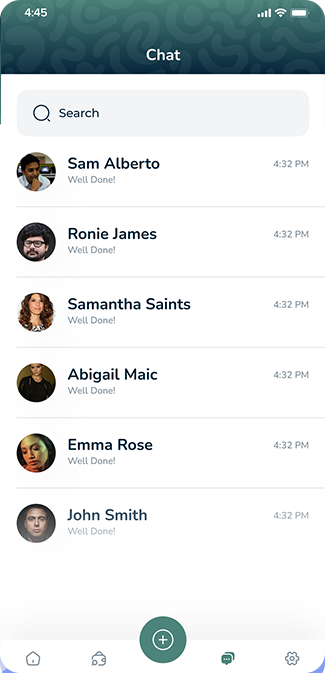 4:45
Chat
Search
Sam Alberto
4:32 PM
Well Done!
Ronie James
4:32 PM
Well Done!
Samantha Saints
4:32 PM
Well Done!
Abigail Maic
4:32 PM
Well Done!
Emma Rose
4:32 PM
Well Done!
John Smith
4:32 PM
Well Done!